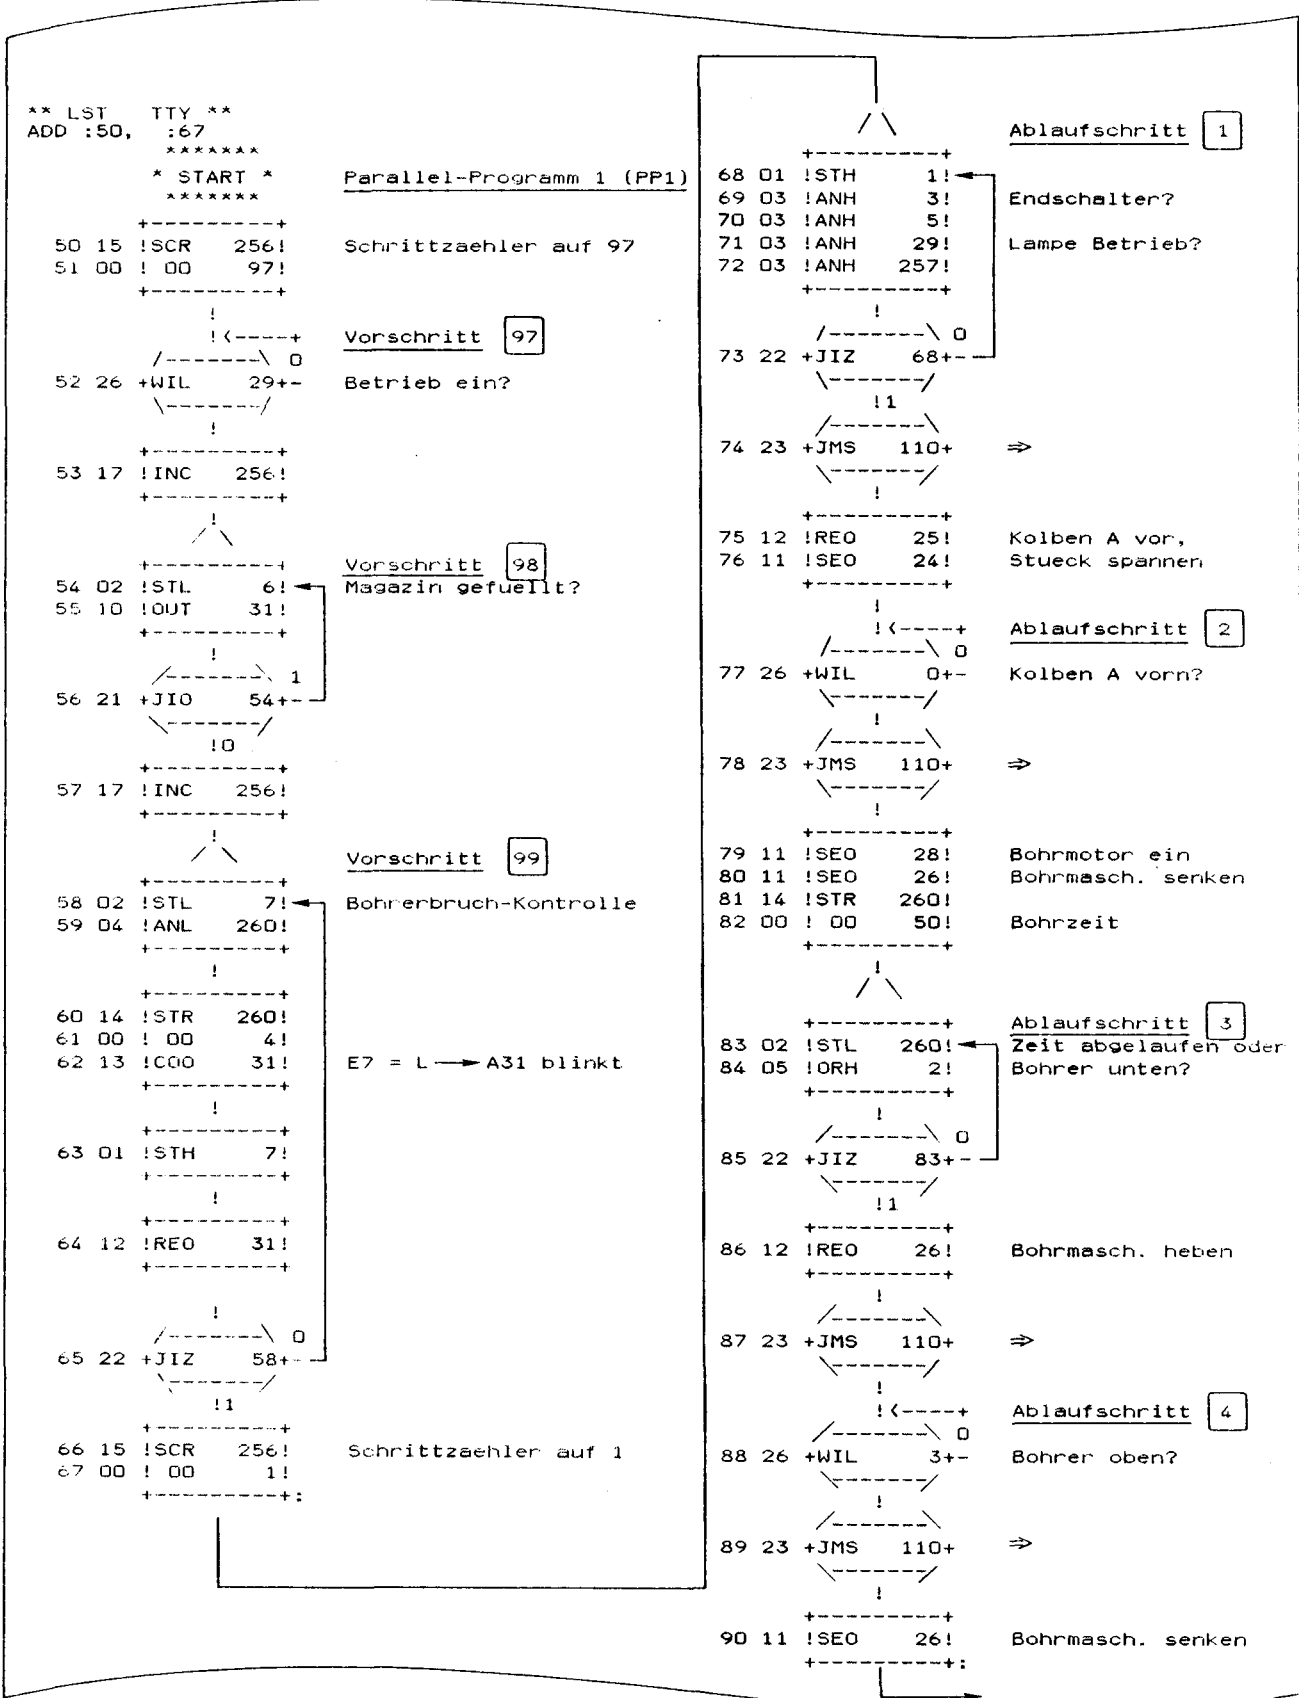 ** LST    TTY **
ADD :50,   :67
*******
* START *    Parallel-Programm 1 (PP1)
*******
+----------+
50 15 !SCR    256!    Schrittzaehler auf 97
51 00 ! 00     97!
+----------+
!
!<----+    Vorschritt 97
/-------\ 0
52 26 +WIL     29+-    Betrieb ein?
\-------/
!
+----------+
53 17 !INC    256!
+----------+
!
/ \
+----------+    Vorschritt 98
54 02 !STL      6!    Magazin gefuellt?
55 10 !OUT     31!
+----------+
!
/-------\ 1
56 21 +JIO     54+--
\-------/
!0
+----------+
57 17 !INC    256!
+----------+
!
/ \    Vorschritt 99
+----------+
58 02 !STL      7!    Bohrerbruch-Kontrolle
59 04 !ANL    260!
+----------+
!
+----------+
60 14 !STR    260!
61 00 ! 00      4!
62 13 !COO     31!    E7 = L → A31 blinkt
+----------+
!
+----------+
63 01 !STH      7!
+----------+
!
+----------+
64 12 !REO     31!
+----------+
!
/-------\ 0
65 22 +JIZ     58+--
\-------/
!1
+----------+
66 15 !SCR    256!    Schrittzaehler auf 1
67 00 ! 00      1!
+----------+:
/ \    Ablaufschritt 1
+---------+
68 01 !STH      1!
69 03 !ANH      3!    Endschalter?
70 03 !ANH      5!
71 03 !ANH     29!    Lampe Betrieb?
72 03 !ANH    257!
+---------+
!
/-------\ 0
73 22 +JIZ     68+--
\-------/
!1
/-------\
74 23 +JMS    110+    ⇒
\-------/
!
+---------+
75 12 !REO     25!    Kolben A vor,
76 11 !SEO     24!    Stueck spannen
+---------+
!
!<----+    Ablaufschritt 2
/-------\ 0
77 26 +WIL      0+-    Kolben A vorn?
\-------/
!
/-------\
78 23 +JMS    110+    ⇒
\-------/
!
+---------+
79 11 !SEO     28!    Bohrmotor ein
80 11 !SEO     26!    Bohrmasch. senken
81 14 !STR    260!
82 00 ! 00     50!    Bohrzeit
+---------+
!
/ \
+---------+    Ablaufschritt 3
83 02 !STL    260!    Zeit abgelaufen oder
84 05 !ORH      2!    Bohrer unten?
+---------+
!
/-------\ 0
85 22 +JIZ     83+--
\-------/
!1
+---------+
86 12 !REO     26!    Bohrmasch. heben
+---------+
!
/-------\
87 23 +JMS    110+    ⇒
\-------/
!
!<----+    Ablaufschritt 4
/-------\ 0
88 26 +WIL      3+-    Bohrer oben?
\-------/
!
/-------\
89 23 +JMS    110+    ⇒
\-------/
!
+---------+
90 11 !SEO     26!    Bohrmasch. senken
+---------+: